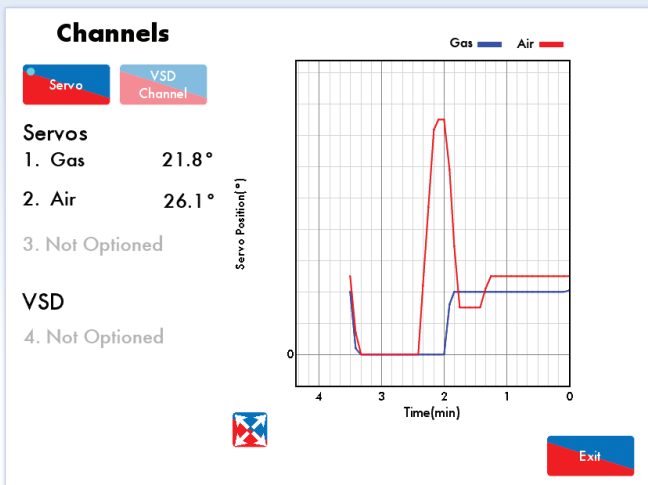 Channels
Gas Air
Servo
VSD
Channel
Servos
1. Gas 21.8°
2. Air 26.1°
3. Not Optioned
VSD
4. Not Optioned
Servo Position(°)
0
4 3 2 1 0
Time(min)
Exit